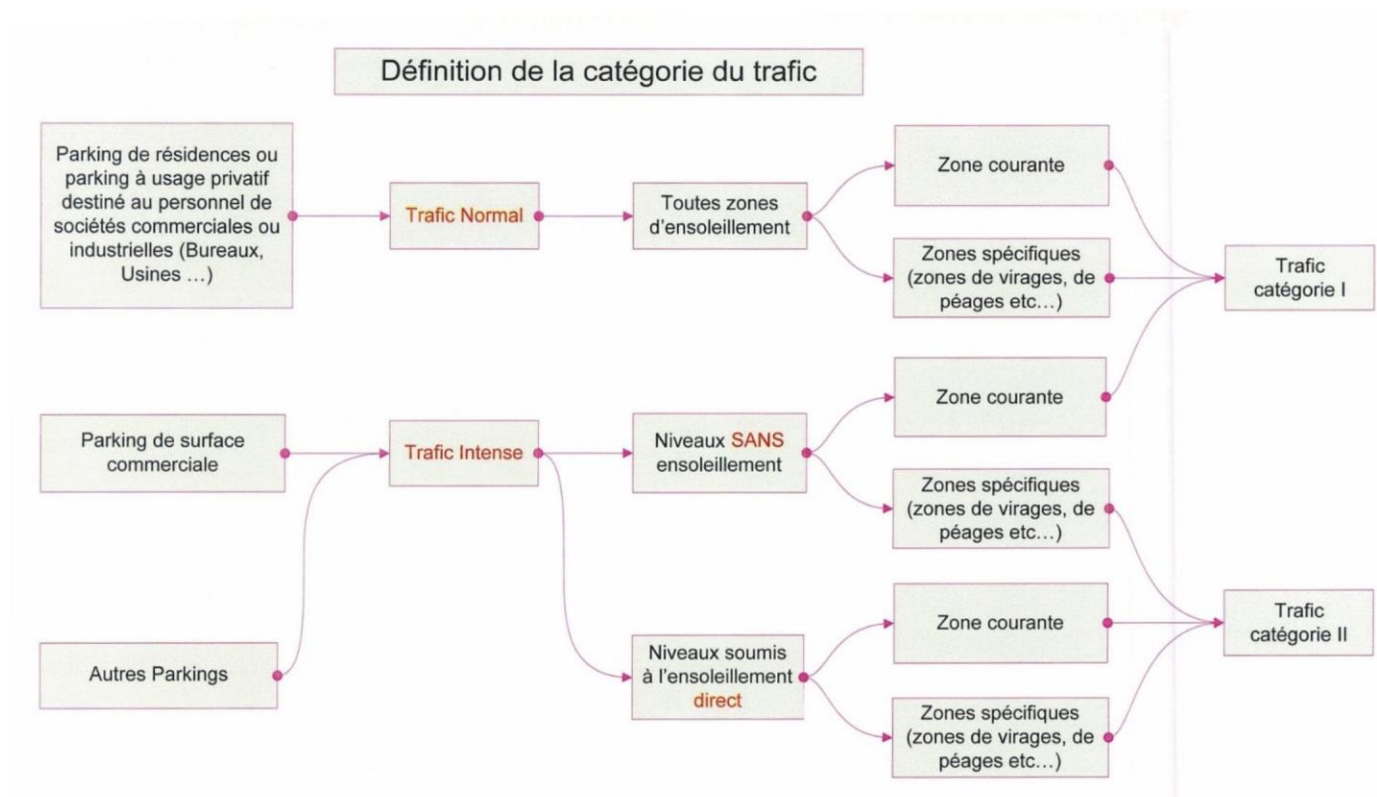 Définition de la catégorie du trafic
Parking de résidences ou
parking à usage privatif
destiné au personnel de
sociétés commerciales ou
industrielles (Bureaux,
Usines …)
Trafic Normal
Toutes zones
d’ensoleillement
Zone courante
Zones spécifiques
(zones de virages, de
péages etc…)
Trafic
catégorie I
Parking de surface
commerciale
Trafic Intense
Niveaux SANS
ensoleillement
Zone courante
Zones spécifiques
(zones de virages, de
péages etc…)
Autres Parkings
Niveaux soumis
à l’ensoleillement
direct
Zone courante
Zones spécifiques
(zones de virages, de
péages etc…)
Trafic
catégorie II